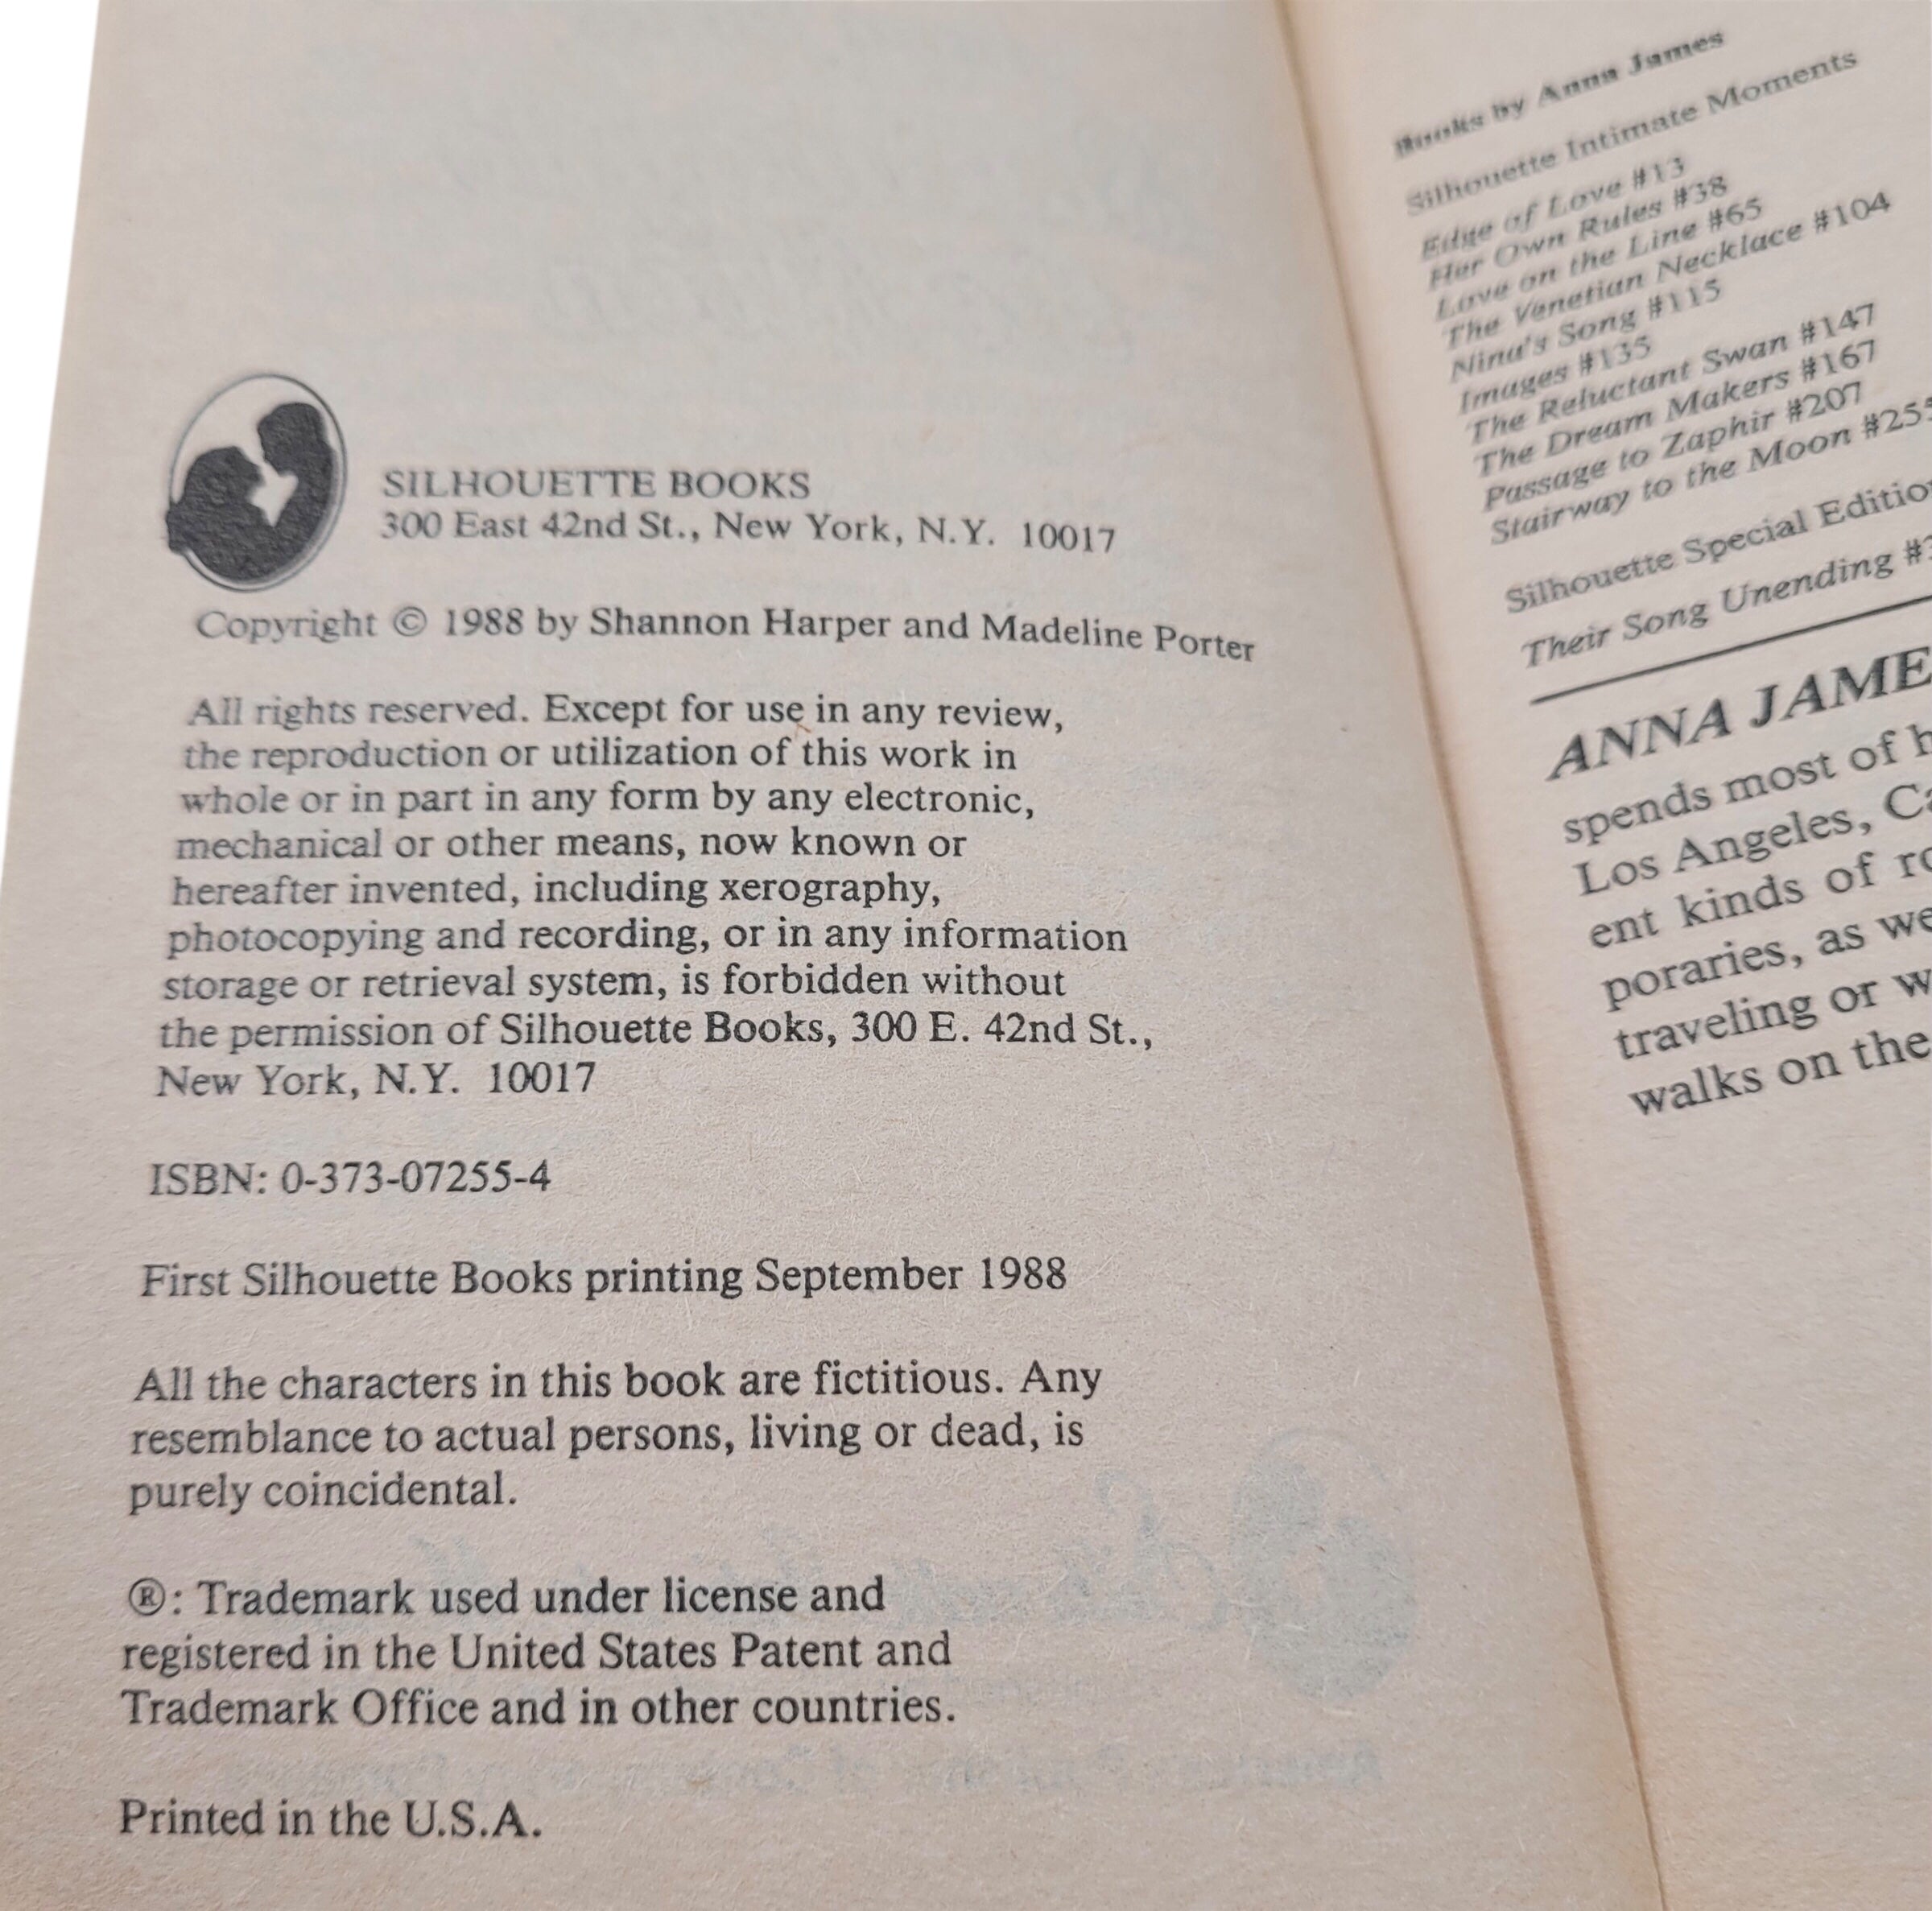 SILHOUETTE BOOKS
300 East 42nd St., New York, N.Y. 10017
Copyright © 1988 by Shannon Harper and Madeline Porter
All rights reserved. Except for use in any review,
the reproduction or utilization of this work in
whole or in part in any form by any electronic,
mechanical or other means, now known or
hereafter invented, including xerography,
photocopying and recording, or in any information
storage or retrieval system, is forbidden without
the permission of Silhouette Books, 300 E. 42nd St.,
New York, N.Y. 10017
ISBN: 0-373-07255-4
First Silhouette Books printing September 1988
All the characters in this book are fictitious. Any
resemblance to actual persons, living or dead, is
purely coincidental.
®: Trademark used under license and
registered in the United States Patent and
Trademark Office and in other countries.
Printed in the U.S.A.
Books by Anna James
Silhouette Intimate Moments
Edge of Love #13
Her Own Rules #38
Love on the Line #65
The Venetian Necklace #104
Nina's Song #115
Images #135
The Reluctant Swan #147
The Dream Makers #167
Passage to Zaphir #207
Stairway to the Moon #255
Silhouette Special Editio
Their Song Unending #
ANNA JAME
spends most of h
Los Angeles, Ca
ent kinds of ro
poraries, as we
traveling or w
walks on the